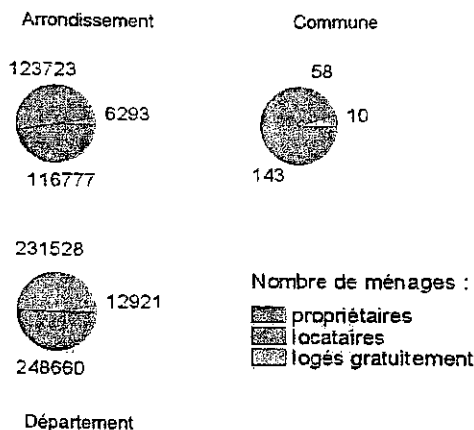 Arrondissement
Commune
123723
6293
116777
58
10
143
231528
12921
248660
Département
Nombre de ménages :
propriétaires
locataires
logés gratuitement